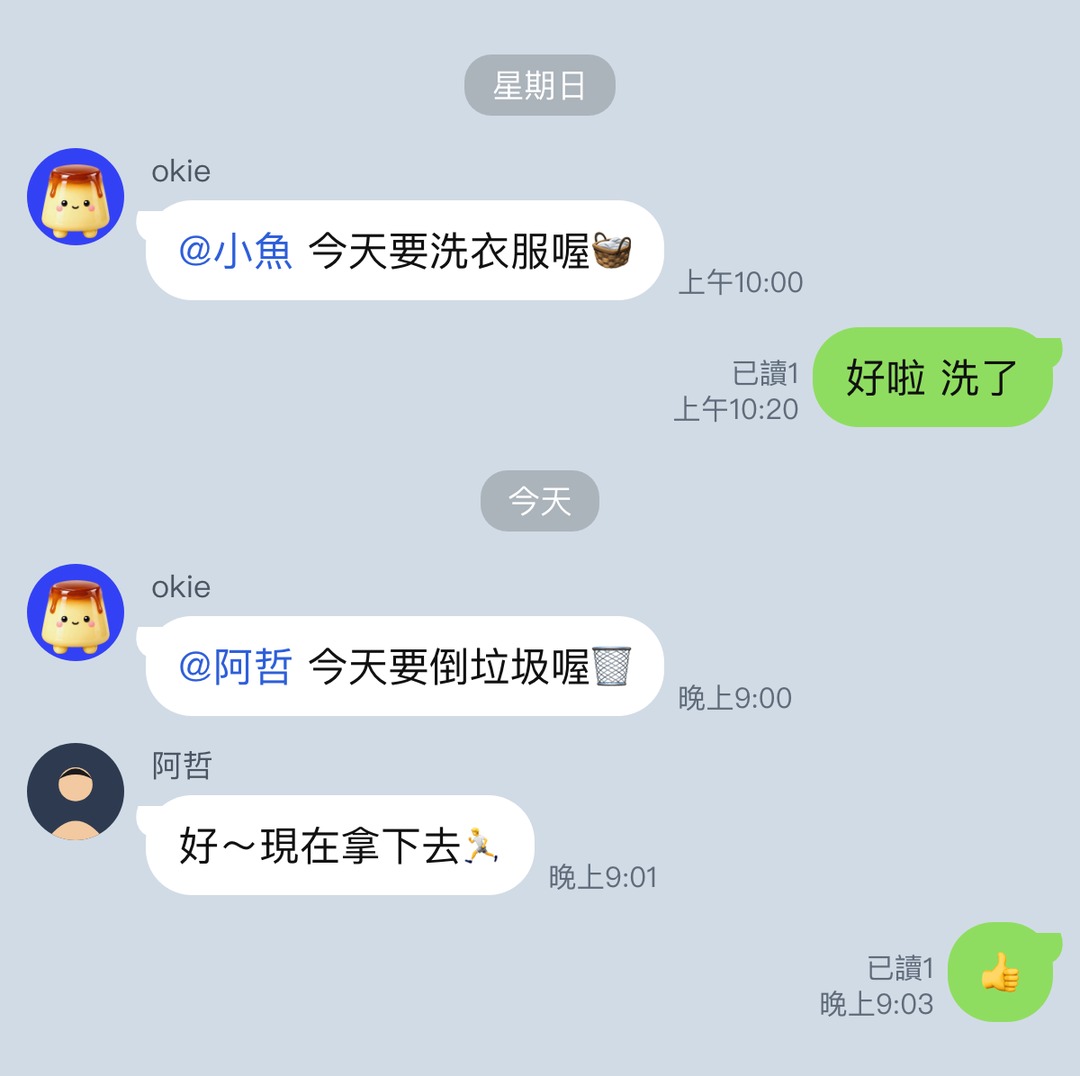 星期日
okie
@小魚 今天要洗衣服喔🧺
上午10:00
好啦 洗了
已讀1
上午10:20
今天
okie
@阿哲 今天要倒垃圾喔🗑️
晚上9:00
阿哲
好～現在拿下去🏃
晚上9:01
👍
已讀1
晚上9:03